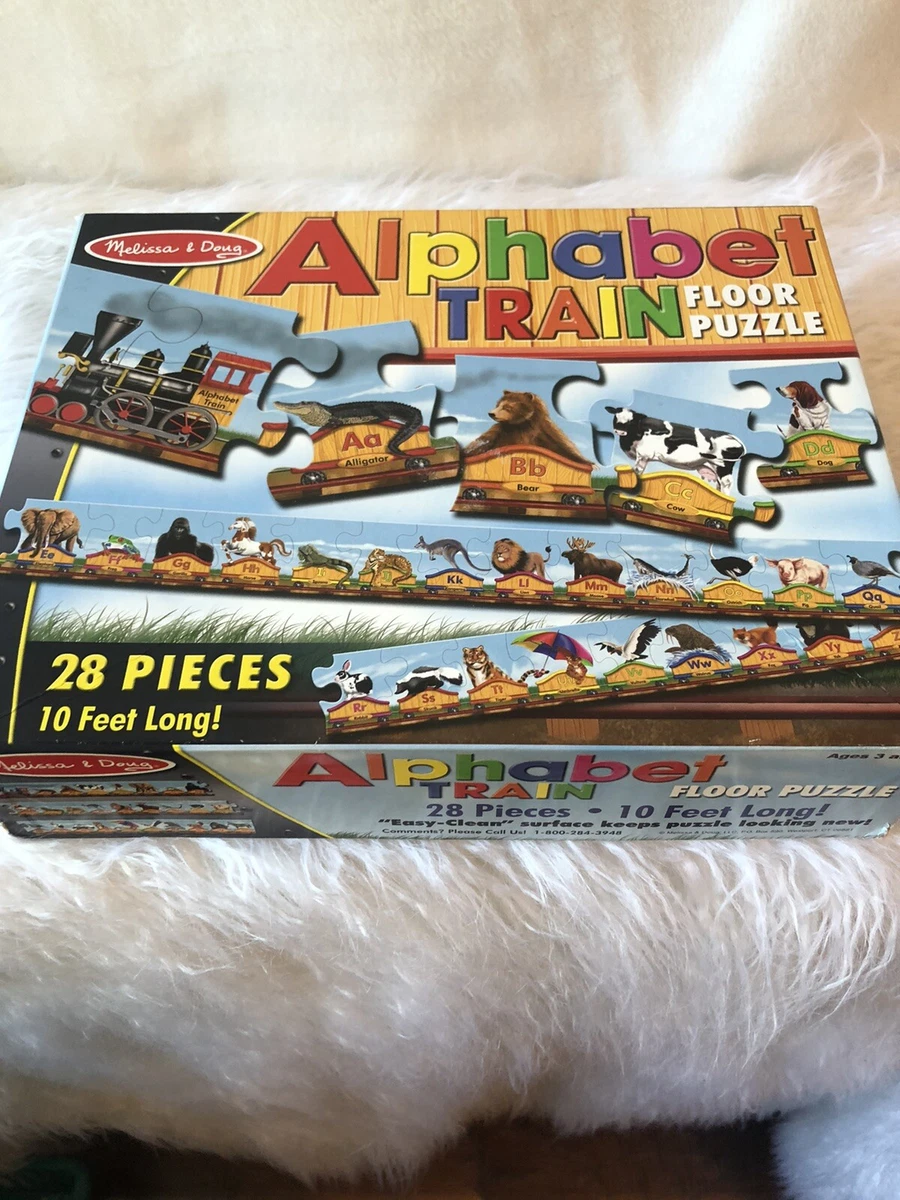 Melissa & Doug
Alphabet
TRAIN
FLOOR
PUZZLE
Alphabet
Train
Aa
Alligator
Bb
Bear
Cc
Cow
Dd
Dog
Ee
Ff
Gg
Hh
Kk
Ll
Mm
Nn
Pp
Qq
28 PIECES
10 Feet Long!
Rr
Ss
Tt
Ww
Xx
Yy
Melissa & Doug
Alphabet
TRAIN
FLOOR PUZZLE
Ages 3 a
28 Pieces • 10 Feet Long!
"Easy-Clean" surface keeps puzzle looking new!
Comments? Please Call Us! 1-800-284-3948